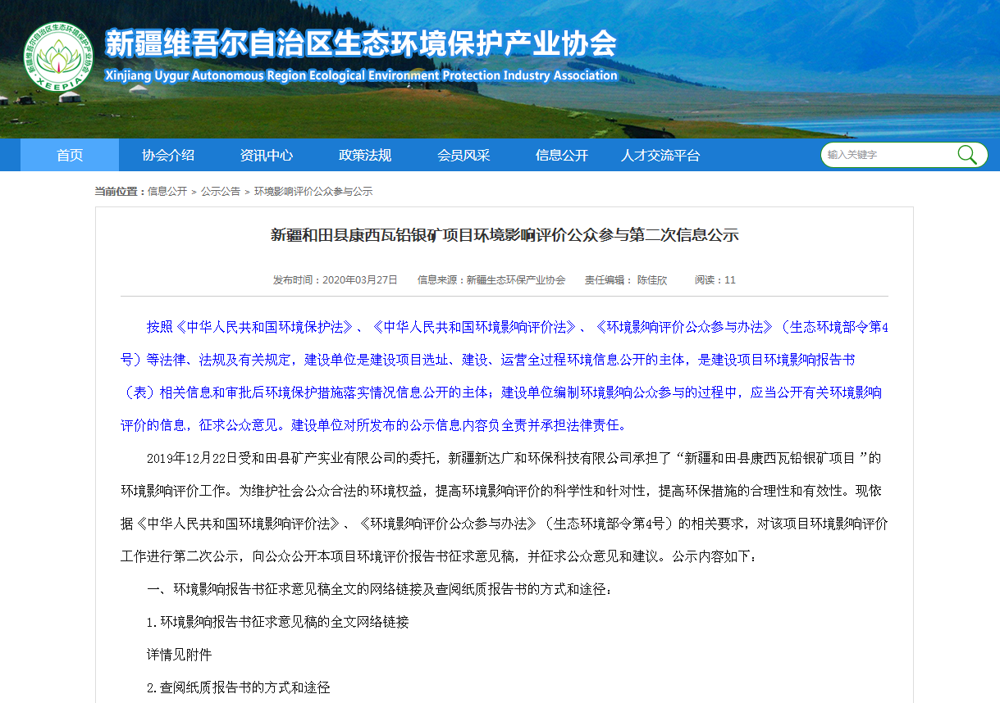 新疆维吾尔自治区生态环境保护产业协会
XEEPIA
新疆维吾尔自治区生态环境保护产业协会
Xinjiang Uygur Autonomous Region Ecological Environment Protection Industry Association
首页 协会介绍 资讯中心 政策法规 会员风采 信息公开 人才交流平台 输入关键字
当前位置：信息公开 > 公示公告 > 环境影响评价公众参与公示
新疆和田县康西瓦铅银矿项目环境影响评价公众参与第二次信息公示
发布时间：2020年03月27日 信息来源：新疆生态环保产业协会 责任编辑： 陈佳欣 阅读：11
按照《中华人民共和国环境保护法》、《中华人民共和国环境影响评价法》、《环境影响评价公众参与办法》（生态环境部令第4
号）等法律、法规及有关规定，建设单位是建设项目选址、建设、运营全过程环境信息公开的主体，是建设项目环境影响报告书
（表）相关信息和审批后环境保护措施落实情况信息公开的主体；建设单位编制环境影响公众参与的过程中，应当公开有关环境影响
评价的信息，征求公众意见。建设单位对所发布的公示信息内容负全责并承担法律责任。
2019年12月22日受和田县矿产实业有限公司的委托，新疆新达广和环保科技有限公司承担了“新疆和田县康西瓦铅银矿项目 ”的
环境影响评价工作。为维护社会公众合法的环境权益，提高环境影响评价的科学性和针对性，提高环保措施的合理性和有效性。现依
据《中华人民共和国环境影响评价法》、《环境影响评价公众参与办法》（生态环境部令第4号）的相关要求，对该项目环境影响评价
工作进行第二次公示，向公众公开本项目环境评价报告书征求意见稿，并征求公众意见和建议。公示内容如下：
一、环境影响报告书征求意见稿全文的网络链接及查阅纸质报告书的方式和途径：
1.环境影响报告书征求意见稿的全文网络链接
详情见附件
2.查阅纸质报告书的方式和途径